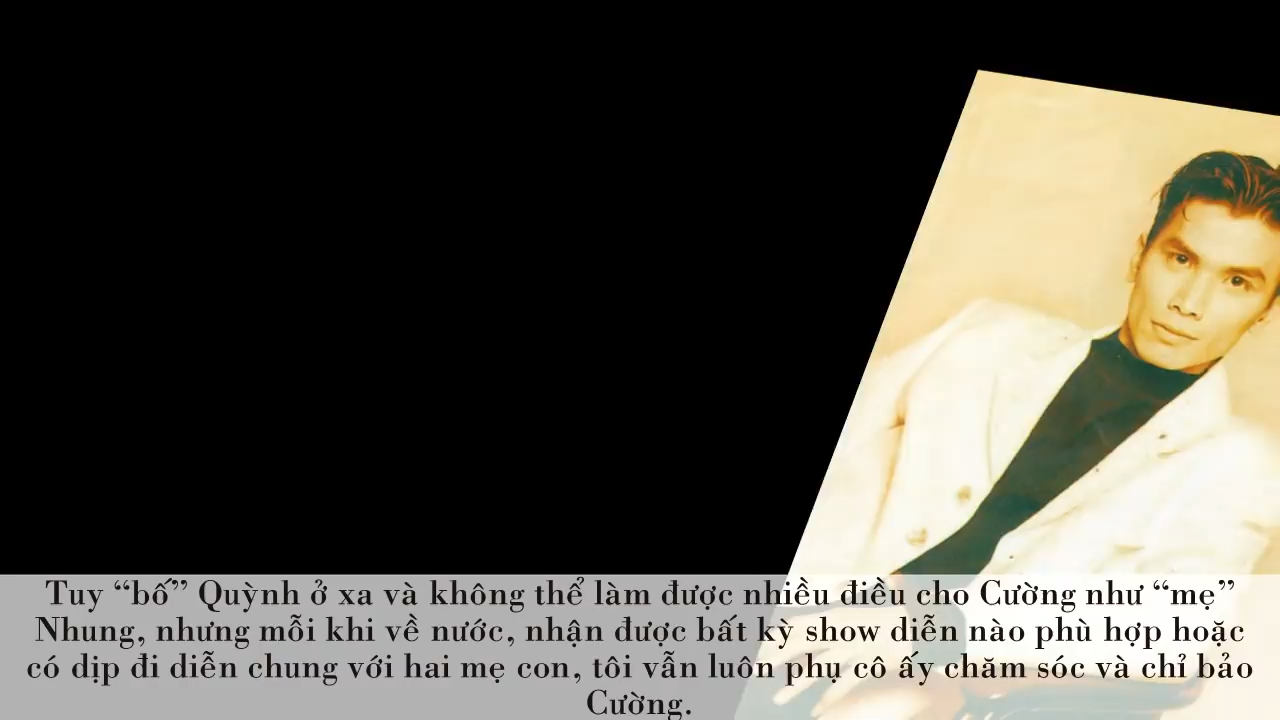 Tuy “bố” Quỳnh ở xa và không thể làm được nhiều điều cho Cường như “mẹ”
Nhung, nhưng mỗi khi về nước, nhận được bất kỳ show diễn nào phù hợp hoặc
có dịp đi diễn chung với hai mẹ con, tôi vẫn luôn phụ cô ấy chăm sóc và chỉ bảo
Cường.